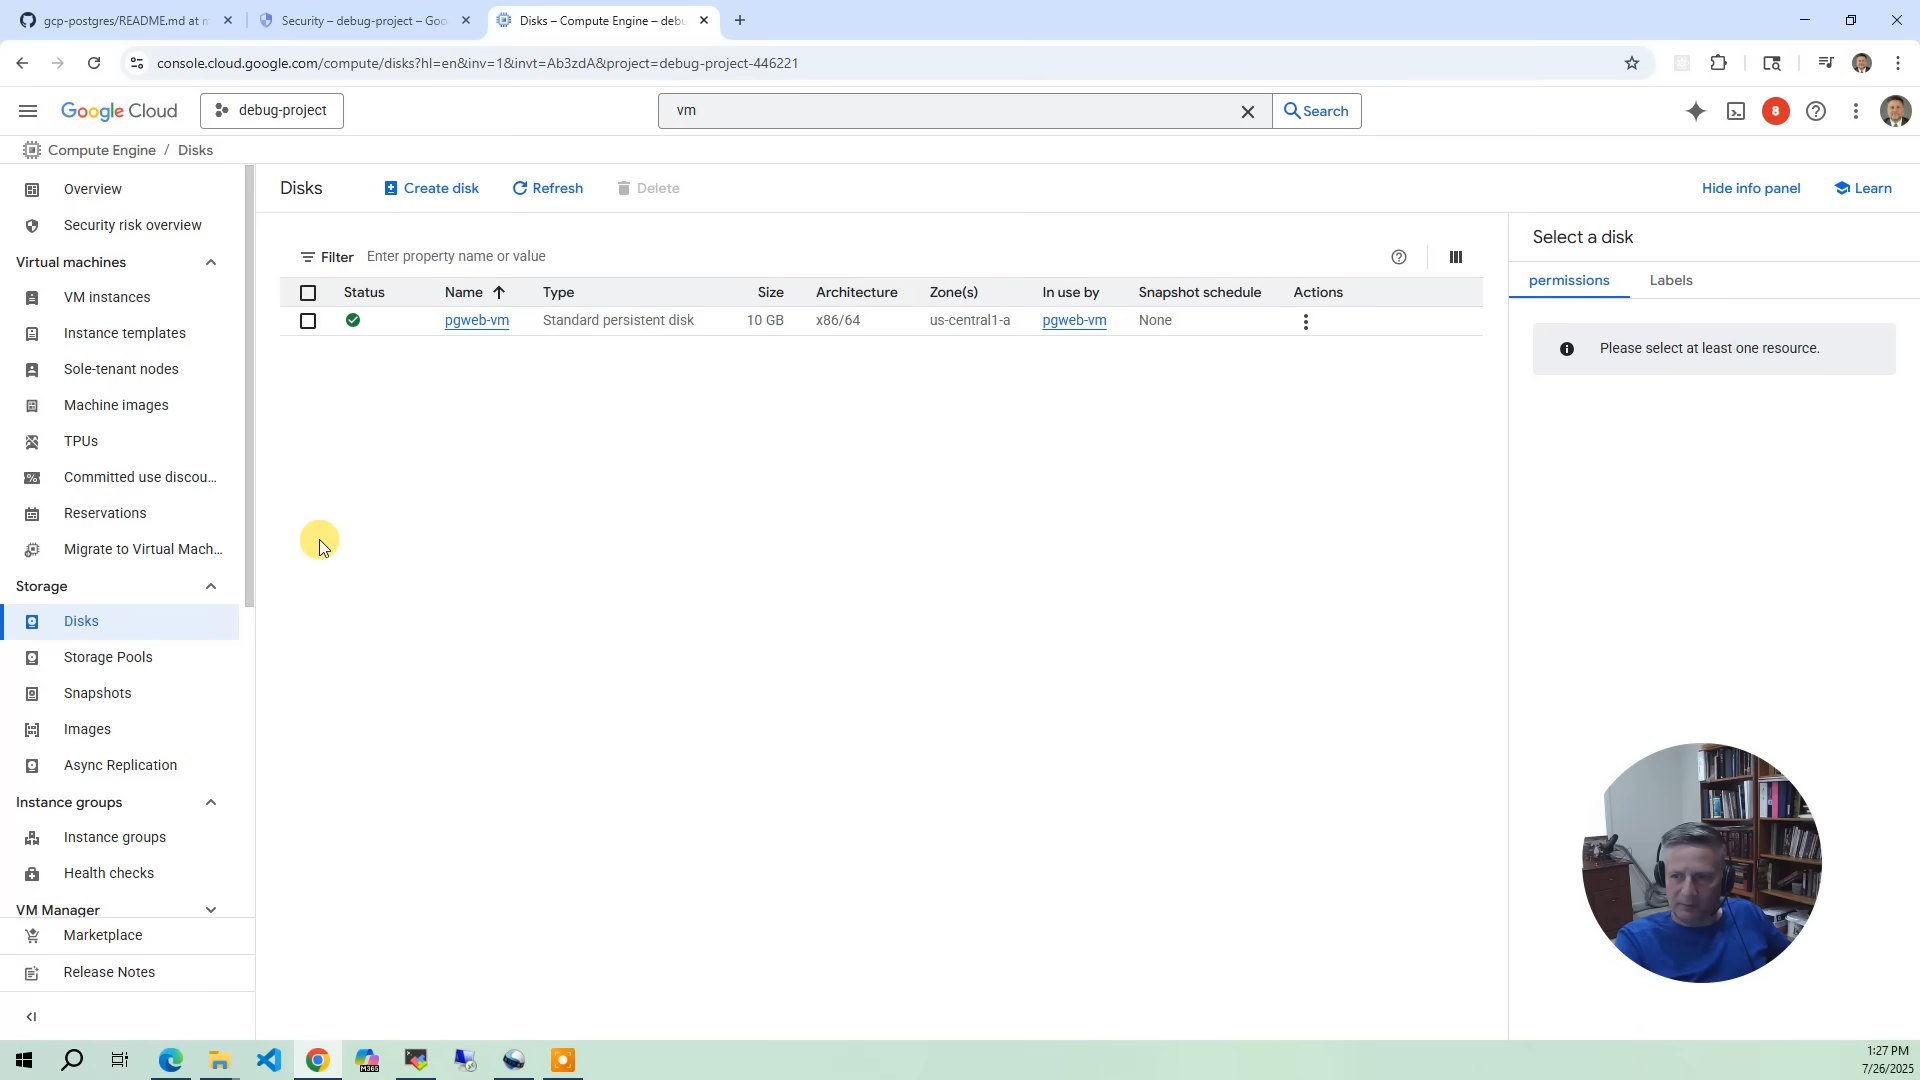 gcp-postgres/README.md at m
Security – debug-project – Goo
Disks – Compute Engine – debu
console.cloud.google.com/compute/disks?hl=en&inv=1&invt=Ab3zdA&project=debug-project-446221
Google Cloud
debug-project
vm
Search
8
Compute Engine / Disks
Overview
Security risk overview
Virtual machines
VM instances
Instance templates
Sole-tenant nodes
Machine images
TPUs
Committed use discou...
Reservations
Migrate to Virtual Mach...
Storage
Disks
Storage Pools
Snapshots
Images
Async Replication
Instance groups
Instance groups
Health checks
VM Manager
Marketplace
Release Notes
Disks
Create disk
Refresh
Delete
Hide info panel
Learn
Filter Enter property name or value
Status Name Type Size Architecture Zone(s) In use by Snapshot schedule Actions
pgweb-vm Standard persistent disk 10 GB x86/64 us-central1-a pgweb-vm None
Select a disk
permissions
Labels
Please select at least one resource.
M365
1:27 PM
7/26/2025